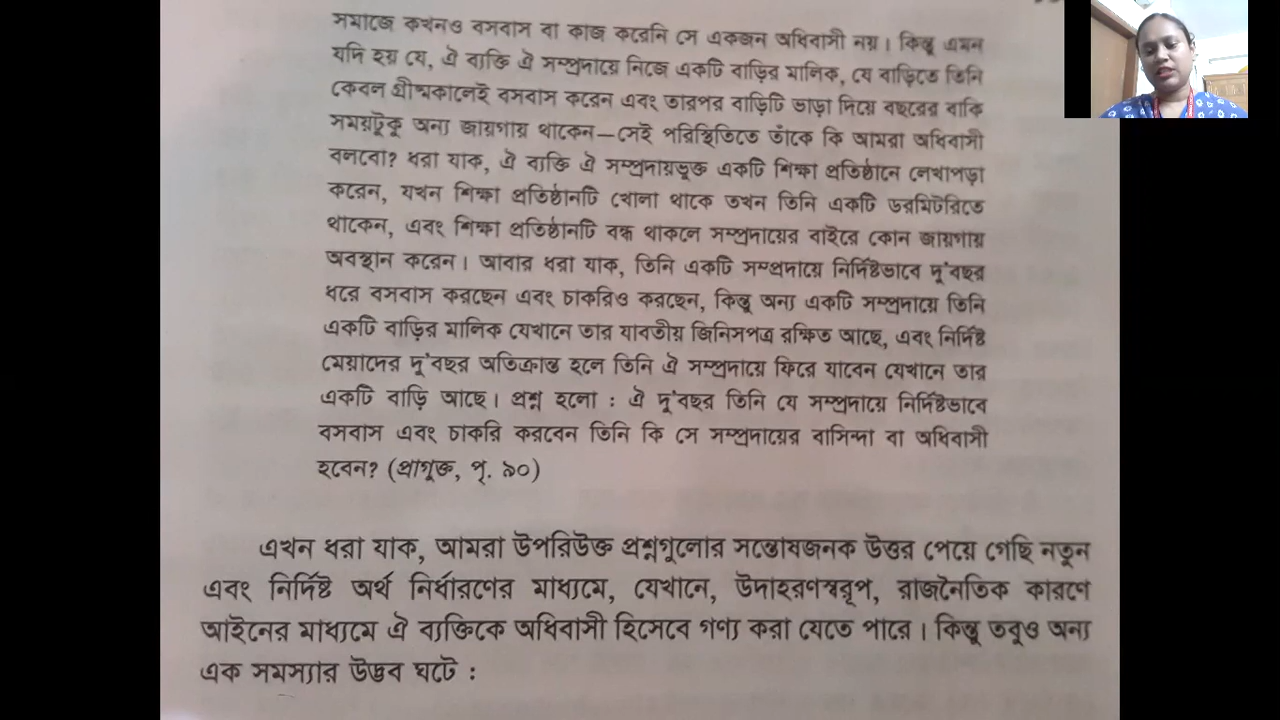 সমাজে কখনও বসবাস বা কাজ করেনি সে একজন অধিবাসী নয়। কিন্তু এমন
যদি হয় যে, ঐ ব্যক্তি ঐ সম্প্রদায়ে নিজে একটি বাড়ির মালিক, যে বাড়িতে তিনি
কেবল গ্রীষ্মকালেই বসবাস করেন এবং তারপর বাড়িটি ভাড়া দিয়ে বছরের বাকি
সময়টুকু অন্য জায়গায় থাকেন—সেই পরিস্থিতিতে তাঁকে কি আমরা অধিবাসী
বলবো? ধরা যাক, ঐ ব্যক্তি ঐ সম্প্রদায়ভুক্ত একটি শিক্ষা প্রতিষ্ঠানে লেখাপড়া
করেন, যখন শিক্ষা প্রতিষ্ঠানটি খোলা থাকে তখন তিনি একটি ডরমিটরিতে
থাকেন, এবং শিক্ষা প্রতিষ্ঠানটি বন্ধ থাকলে সম্প্রদায়ের বাইরে কোন জায়গায়
অবস্থান করেন। আবার ধরা যাক, তিনি একটি সম্প্রদায়ে নির্দিষ্টভাবে দু'বছর
ধরে বসবাস করছেন এবং চাকরিও করছেন, কিন্তু অন্য একটি সম্প্রদায়ে তিনি
একটি বাড়ির মালিক যেখানে তার যাবতীয় জিনিসপত্র রক্ষিত আছে, এবং নির্দিষ্ট
মেয়াদের দু'বছর অতিক্রান্ত হলে তিনি ঐ সম্প্রদায়ে ফিরে যাবেন যেখানে তার
একটি বাড়ি আছে। প্রশ্ন হলো : ঐ দু'বছর তিনি যে সম্প্রদায়ে নির্দিষ্টভাবে
বসবাস এবং চাকরি করবেন তিনি কি সে সম্প্রদায়ের বাসিন্দা বা অধিবাসী
হবেন? (প্রাগুক্ত, পৃ. ৯০)
এখন ধরা যাক, আমরা উপরিউক্ত প্রশ্নগুলোর সন্তোষজনক উত্তর পেয়ে গেছি নতুন
এবং নির্দিষ্ট অর্থ নির্ধারণের মাধ্যমে, যেখানে, উদাহরণস্বরূপ, রাজনৈতিক কারণে
আইনের মাধ্যমে ঐ ব্যক্তিকে অধিবাসী হিসেবে গণ্য করা যেতে পারে। কিন্তু তবুও অন্য
এক সমস্যার উদ্ভব ঘটে :